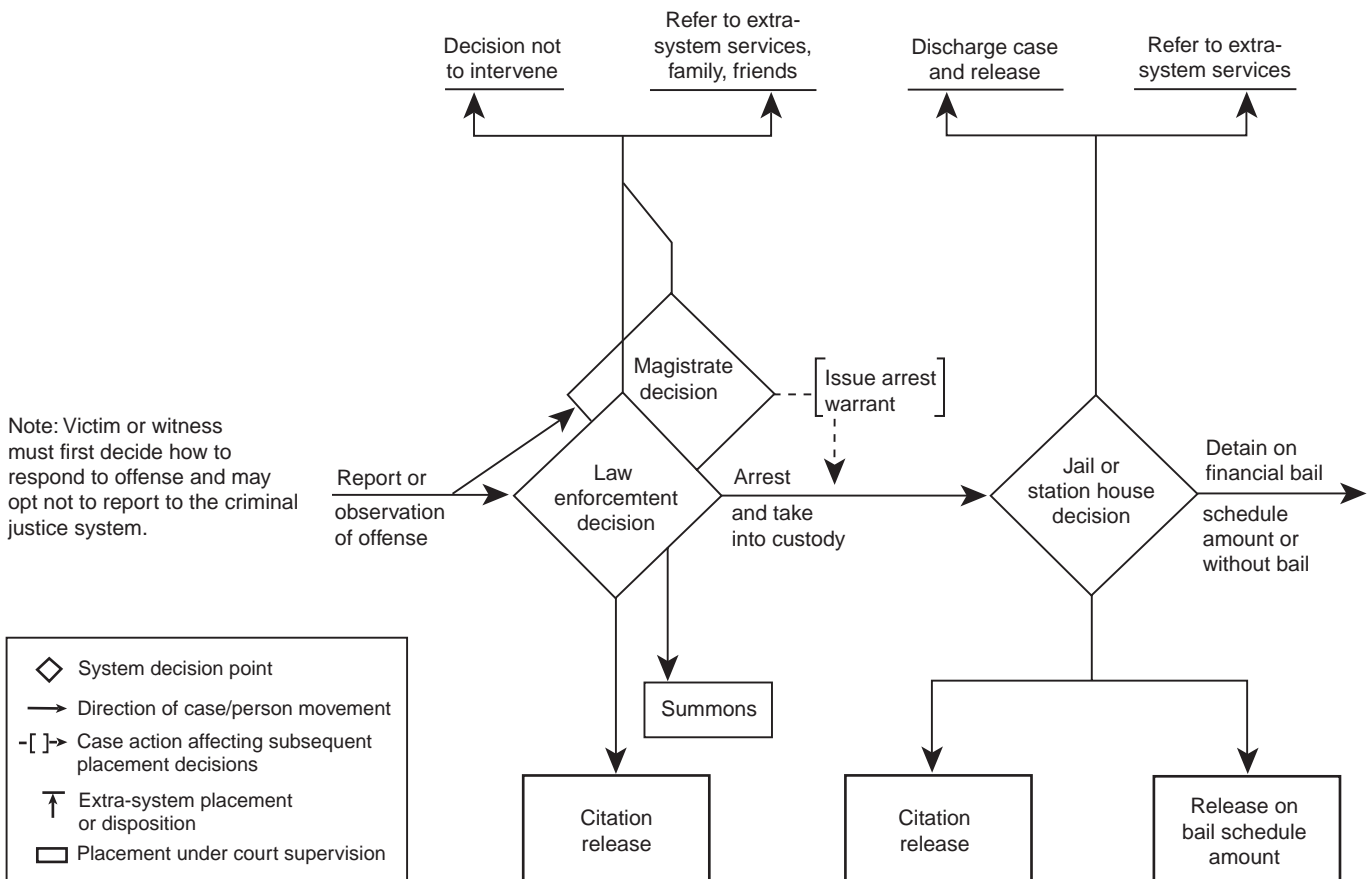 Decision not
to intervene
Refer to extra-
system services,
family, friends
Discharge case
and release
Refer to extra-
system services
Magistrate
decision
Issue arrest
warrant
Note: Victim or witness
must first decide how to
respond to offense and may
opt not to report to the criminal
justice system.
Report or
observation
of offense
Law
enforcemtent
decision
Arrest
and take
into custody
Jail or
station house
decision
Detain on
financial bail
schedule
amount or
without bail
Summons
Citation
release
Citation
release
Release on
bail schedule
amount
System decision point
Direction of case/person movement
Case action affecting subsequent
placement decisions
Extra-system placement
or disposition
Placement under court supervision